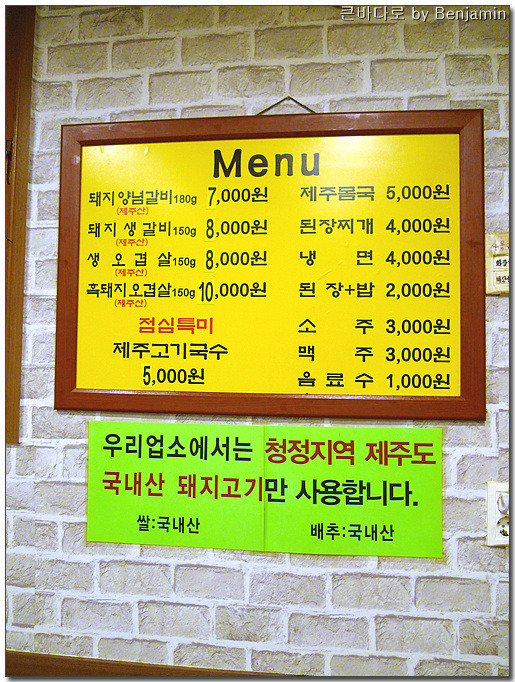 큰바다로 by Benjamin
Menu
돼지양념갈비180g 7,000원
(제주산)
돼지생갈비150g 8,000원
(제주산)
생오겹살150g 8,000원
(제주산)
흑돼지오겹살150g 10,000원
(제주산)
점심특미
제주고기국수
5,000원
제주몸국 5,000원
된장찌개 4,000원
냉 면 4,000원
된장+밥 2,000원
소 주 3,000원
맥 주 3,000원
음료수 1,000원
우리업소에서는 청정지역 제주도
국내산 돼지고기만 사용합니다.
쌀:국내산 배추:국내산